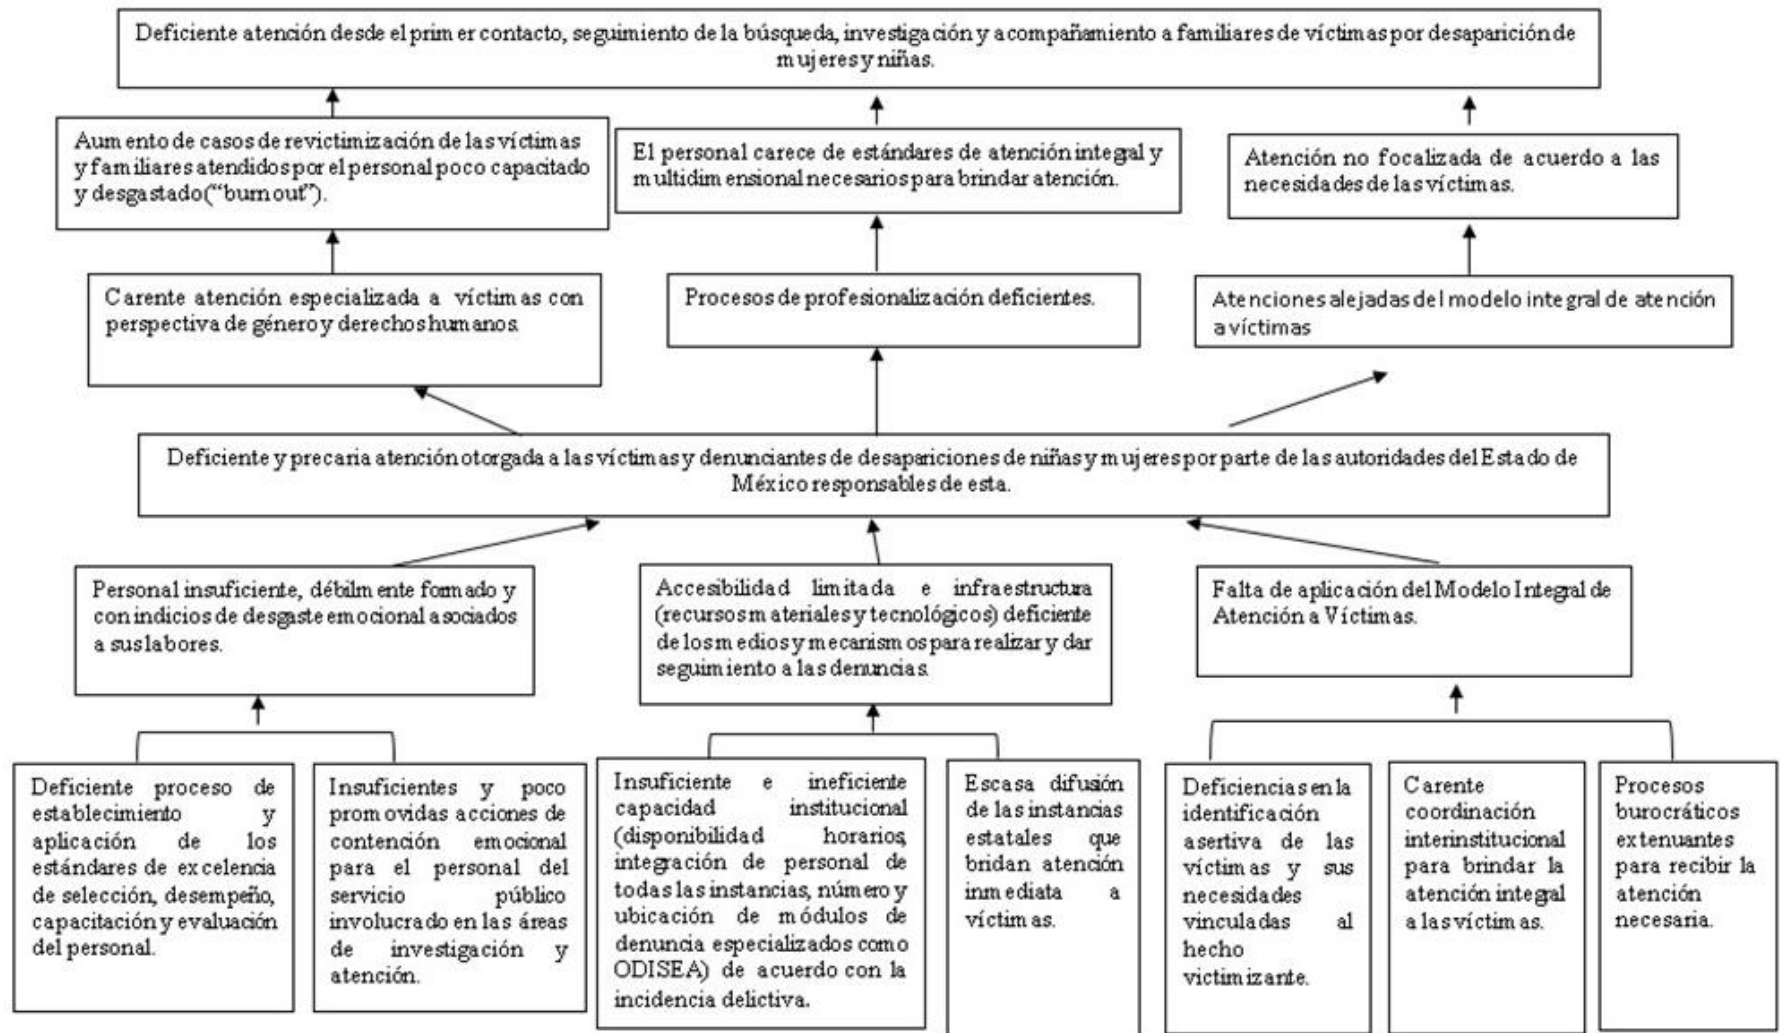 Deficiente atención desde el primer contacto, seguimiento de la búsqueda, investigación y acompañamiento a familiares de víctimas por desaparición de
mujeres y niñas.
Aumento de casos de revictimización de las víctimas
y familiares atendidos por el personal poco capacitado
y desgastado (“burnout”).
El personal carece de estándares de atención integral y
multidimensional necesarios para brindar atención.
Atención no focalizada de acuerdo a las
necesidades de las víctimas.
Carente atención especializada a víctimas con
perspectiva de género y derechos humanos.
Procesos de profesionalización deficientes.
Atenciones alejadas del modelo integral de atención
a víctimas
Deficiente y precaria atención otorgada a las víctimas y denunciantes de desapariciones de niñas y mujeres por parte de las autoridades del Estado de
México responsables de esta.
Personal insuficiente, débilmente formado y
con indicios de desgaste emocional asociados
a sus labores.
Accesibilidad limitada e infraestructura
(recursos materiales y tecnológicos) deficiente
de los medios y mecanismos para realizar y dar
seguimiento a las denuncias.
Falta de aplicación del Modelo Integral de
Atención a Víctimas.
Deficiente proceso de
establecimiento y
aplicación de los
estándares de excelencia
de selección, desempeño,
capacitación y evaluación
del personal.
Insuficientes y poco
promovidas acciones de
contención emocional
para el personal del
servicio público
involucrado en las áreas
de investigación y
atención.
Insuficiente e ineficiente
capacidad institucional
(disponibilidad horarios,
integración de personal de
todas las instancias, número y
ubicación de módulos de
denuncia especializados como
ODISEA) de acuerdo con la
incidencia delictiva.
Escasa difusión
de las instancias
estatales que
bridan atención
inmediata a
víctimas.
Deficiencias en la
identificación
asertiva de las
víctimas y sus
necesidades
vinculadas al
hecho
victimizante.
Carente
coordinación
interinstitucional
para brindar la
atención integral
a las víctimas.
Procesos
burocráticos
extenuantes
para recibir la
atención
necesaria.